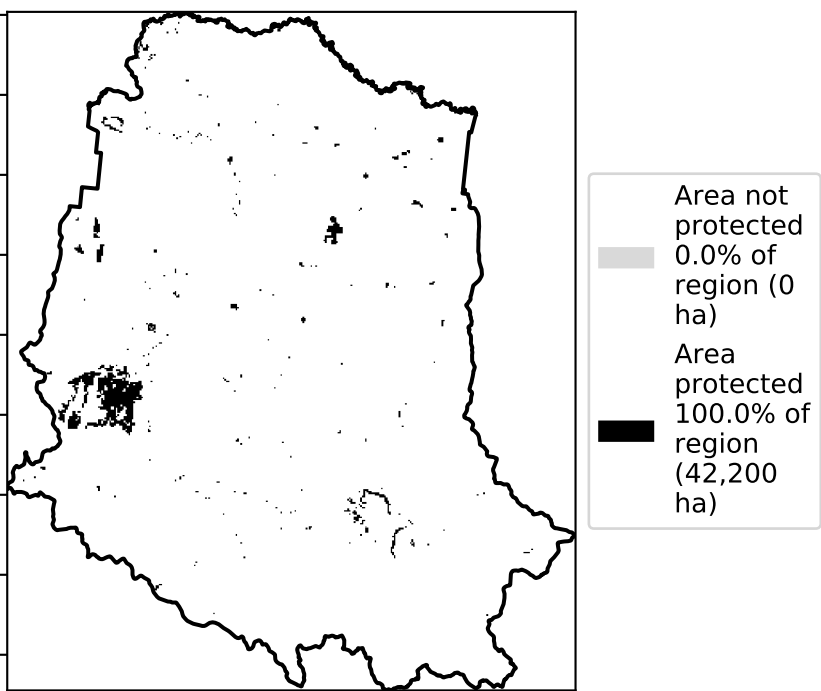 Area not
protected
0.0% of
region (0
ha)
Area
protected
100.0% of
region
(42,200
ha)